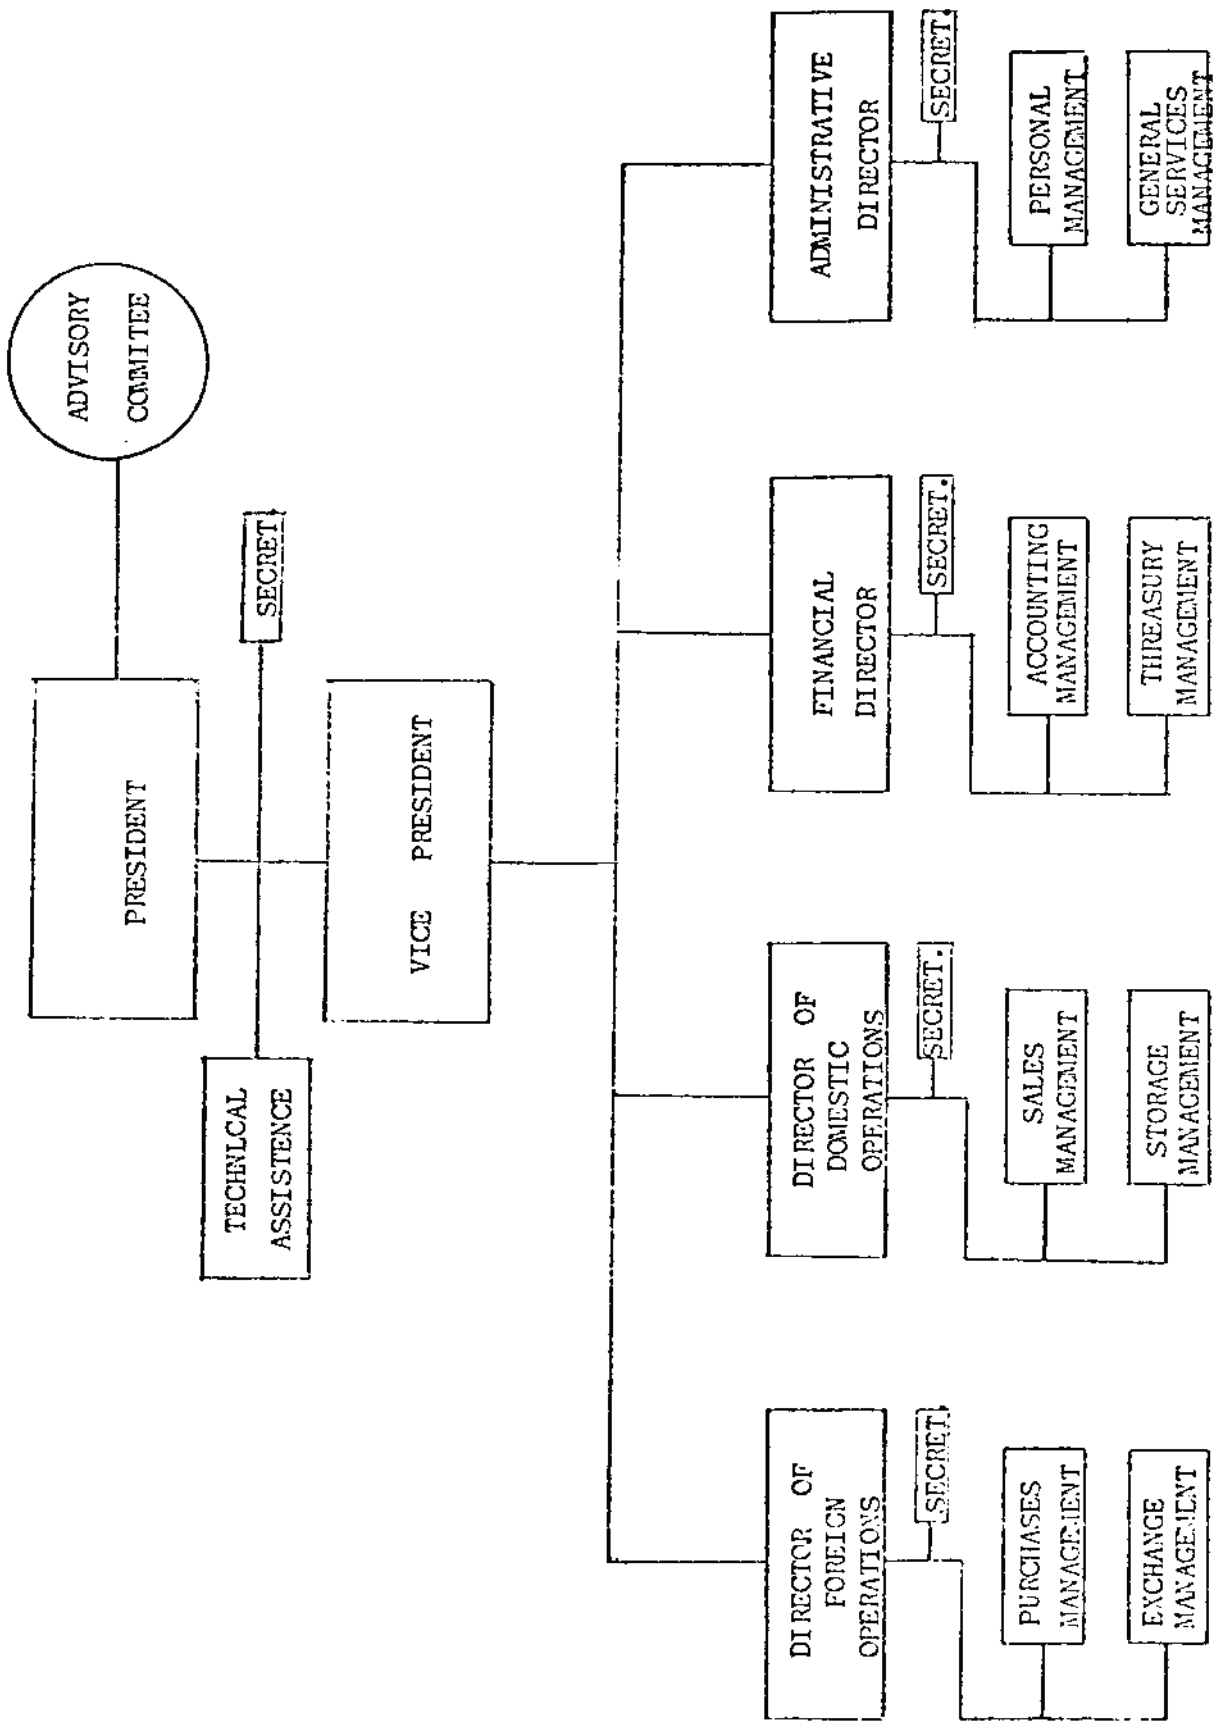 ADVISORY
COMMITEE
PRESIDENT
SECRET.
TECHNLCAL
ASSISTENCE
VICE PRESIDENT
DIRECTOR OF
FOREIGN
OPERATIONS
SECRET.
PURCHASES
MANAGEMENT
EXCHANGE
MANAGEMENT
DIRECTOR OF
DOMESTIC
OPERATIONS
SECRET.
SALES
MANAGEMENT
STORAGE
MANAGEMENT
FINANCIAL
DIRECTOR
SECRET.
ACCOUNTING
MANAGEMENT
THREASURY
MANAGEMENT
ADMINISTRATIVE
DIRECTOR
SECRET.
PERSONAL
MANAGEMENT
GENERAL
SERVICES
MANAGEMENT